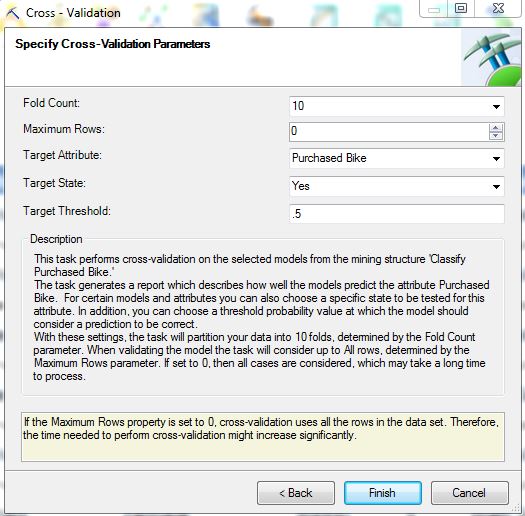 Cross - Validation
Specify Cross-Validation Parameters
Fold Count: 10
Maximum Rows: 0
Target Attribute: Purchased Bike
Target State: Yes
Target Threshold: .5
Description
This task performs cross-validation on the selected models from the mining structure 'Classify
Purchased Bike.'
The task generates a report which describes how well the models predict the attribute Purchased
Bike. For certain models and attributes you can also choose a specific state to be tested for this
attribute. In addition, you can choose a threshold probability value at which the model should
consider a prediction to be correct.
With these settings, the task will partition your data into 10 folds, determined by the Fold Count
parameter. When validating the model the task will consider up to All rows, determined by the
Maximum Rows parameter. If set to 0, then all cases are considered, which may take a long time
to process.
If the Maximum Rows property is set to 0, cross-validation uses all the rows in the data set. Therefore,
the time needed to perform cross-validation might increase significantly.
< Back Finish Cancel